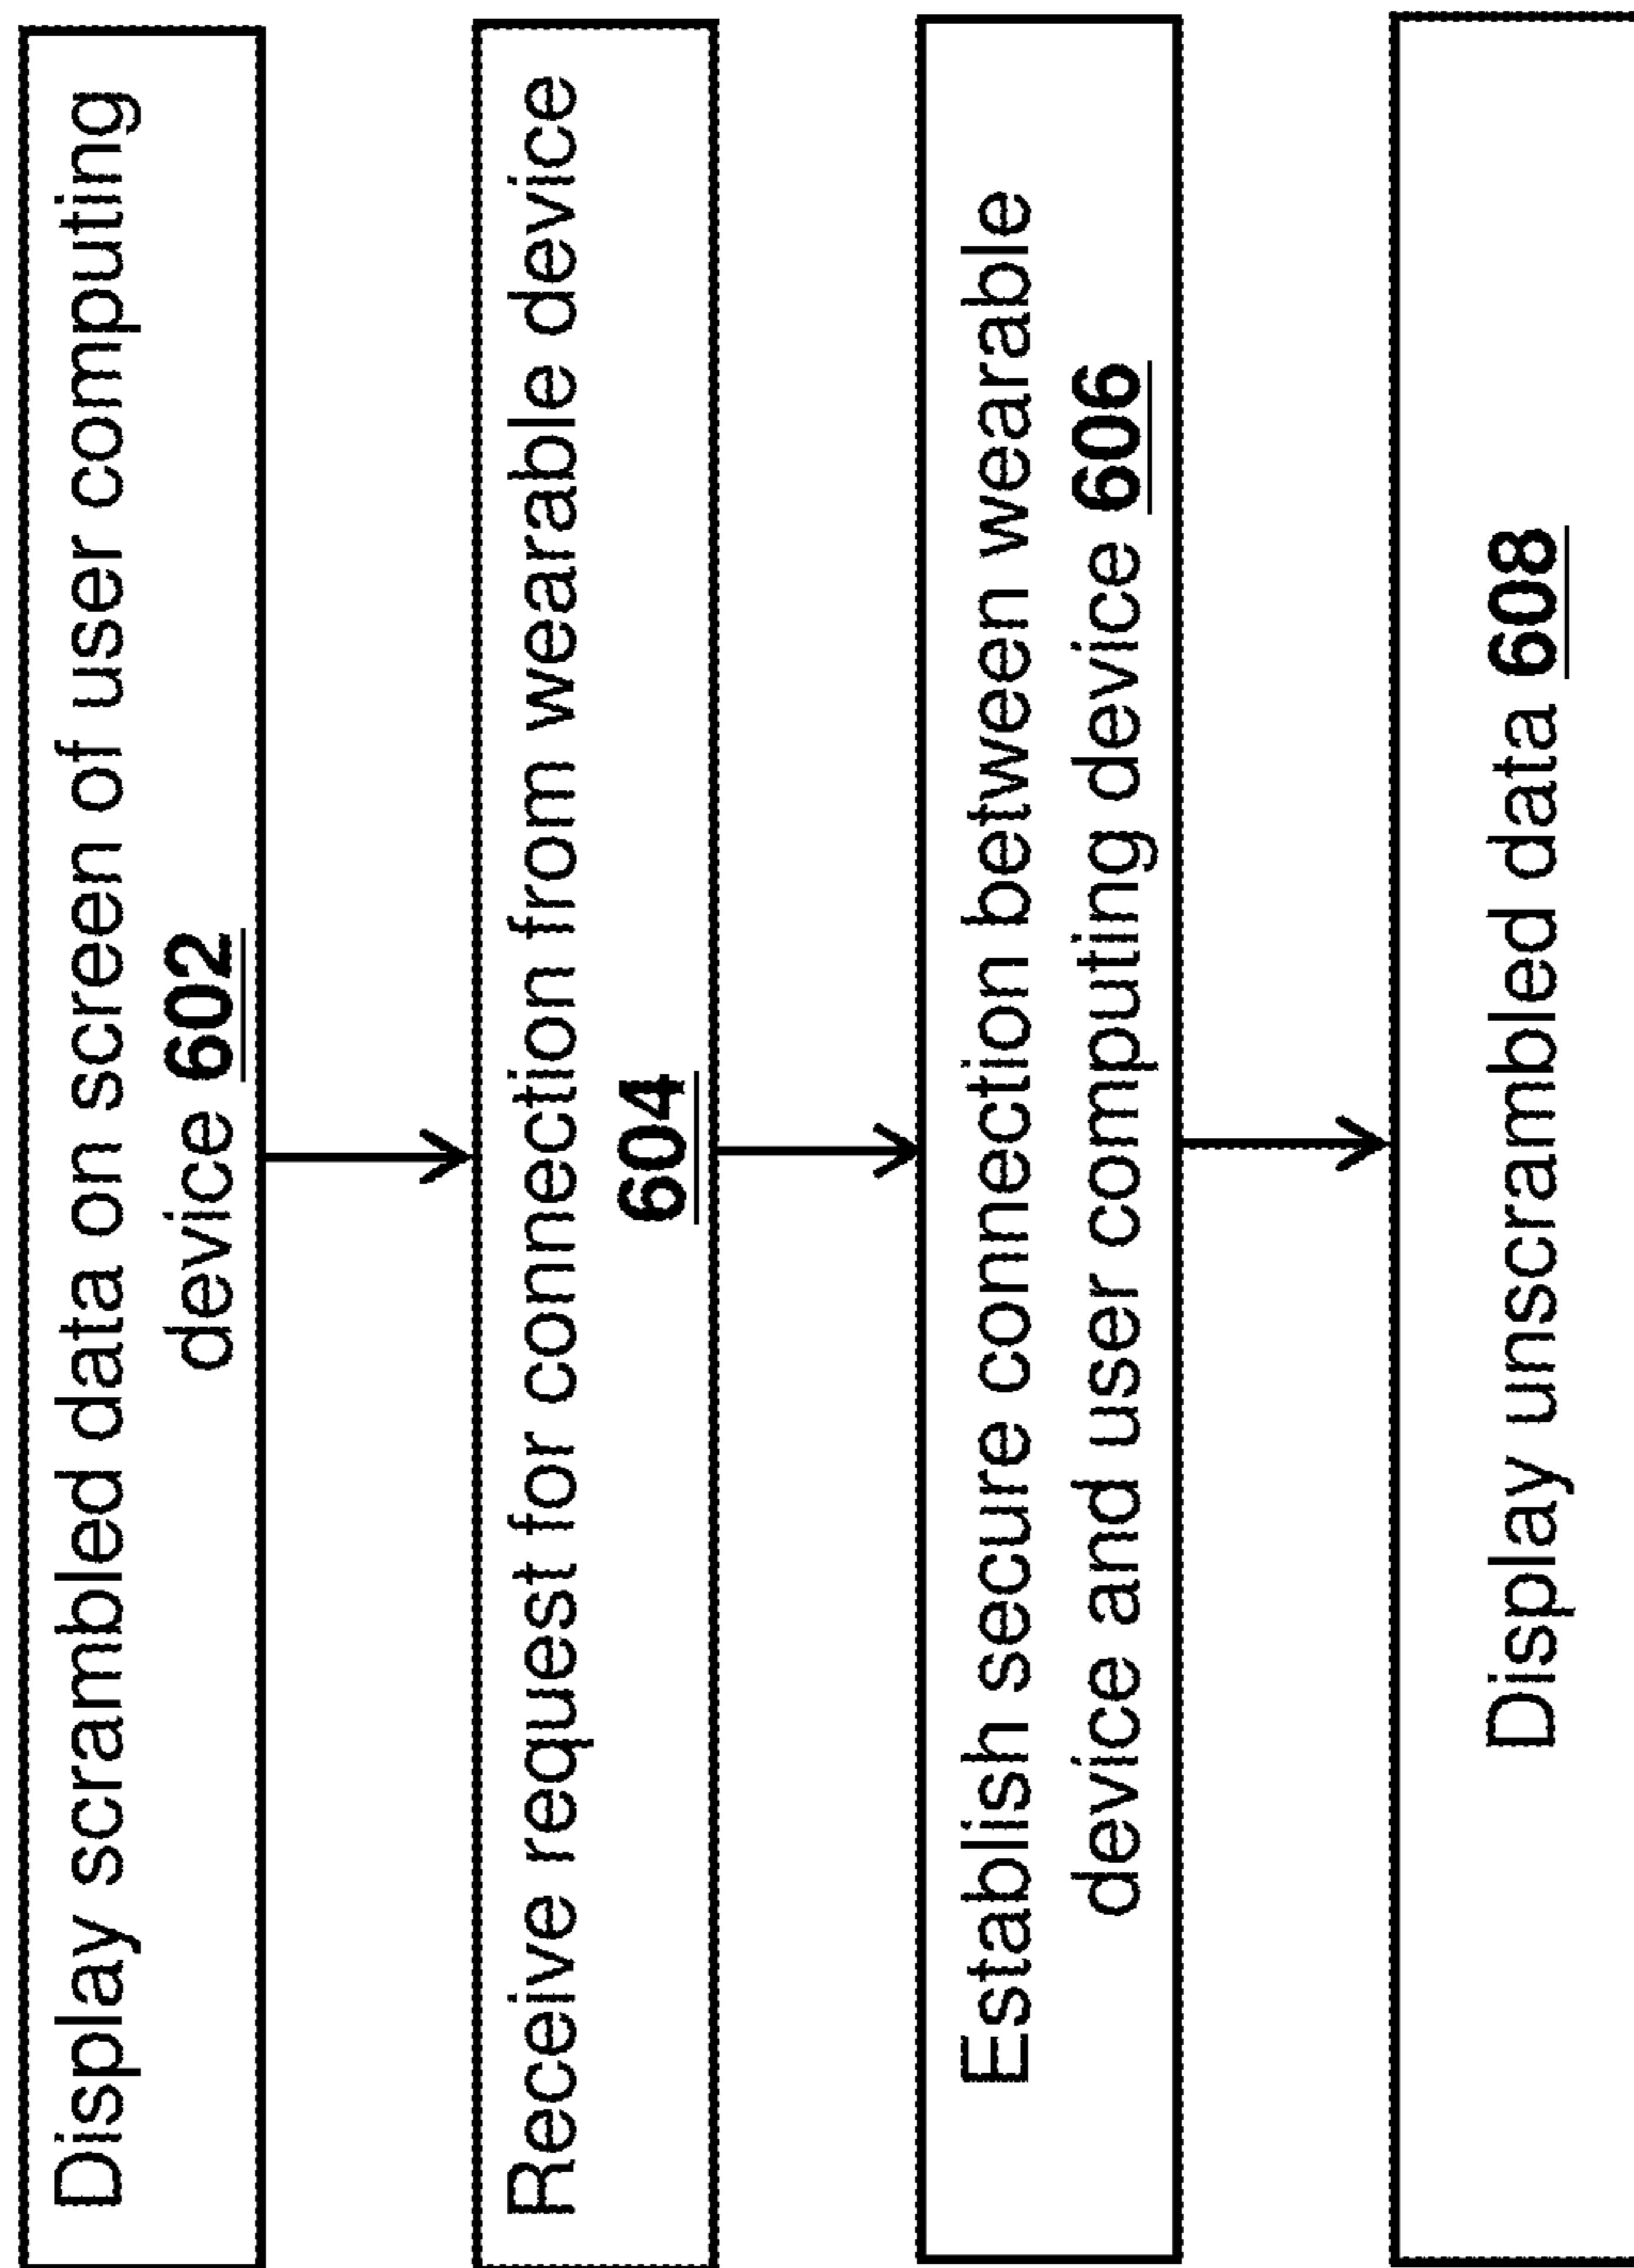 Display scrambled data on screen of user computing
device 602
Receive request for connection from wearable device
604
Establish secure connection between wearable
device and user computing device 606
Display unscrambled data 608